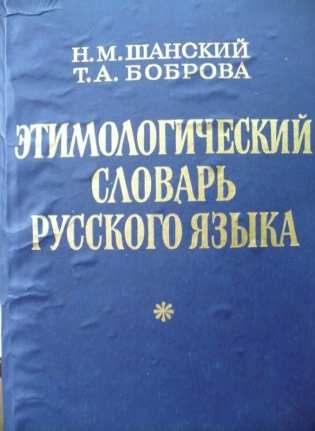 Н.М.ШАНСКИЙ
Т.А.БОБРОВА
ЭТИМОЛОГИЧЕСКИЙ
СЛОВАРЬ
РУССКОГО ЯЗЫКА